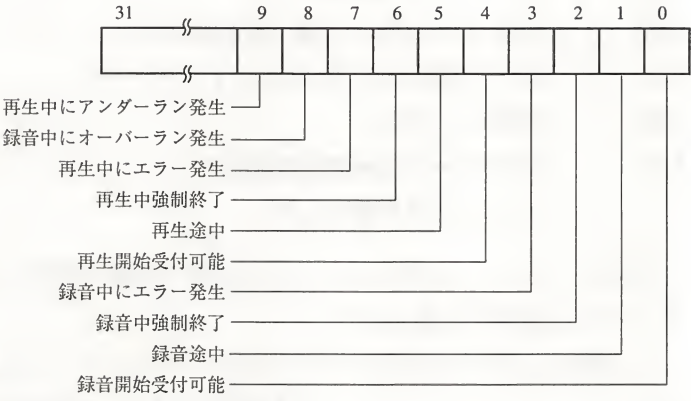 31 9 8 7 6 5 4 3 2 1 0
再生中にアンダーラン発生
録音中にオーバーラン発生
再生中にエラー発生
再生中強制終了
再生途中
再生開始受付可能
録音中にエラー発生
録音中強制終了
録音途中
録音開始受付可能